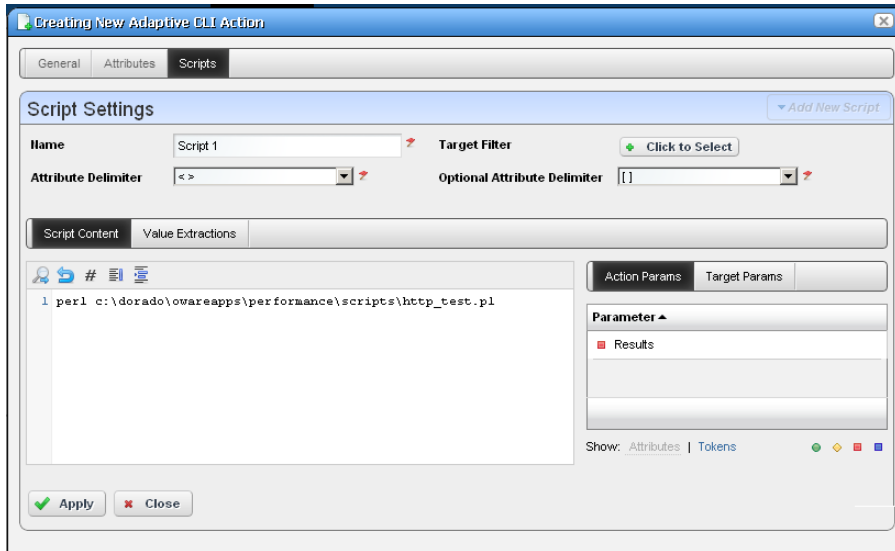 Creating New Adaptive CLI Action
General Attributes Scripts
Script Settings
Add New Script
Name Script 1 Target Filter Click to Select
Attribute Delimiter <> Optional Attribute Delimiter []
Script Content Value Extractions
Action Params Target Params
1 perl c:\dorado\owareapps\performance\scripts\http_test.pl
Parameter
Results
Show: Attributes | Tokens
Apply Close